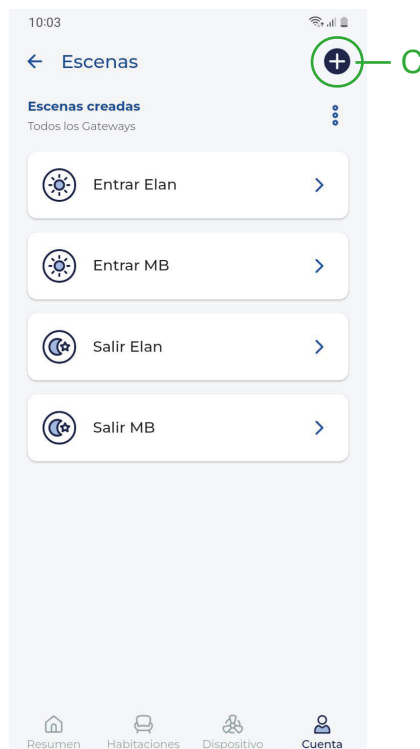 10:03
Escenas
C
Escenas creadas
Todos los Gateways
Entrar Elan
Entrar MB
Salir Elan
Salir MB
Resumen Habitaciones Dispositivo Cuenta